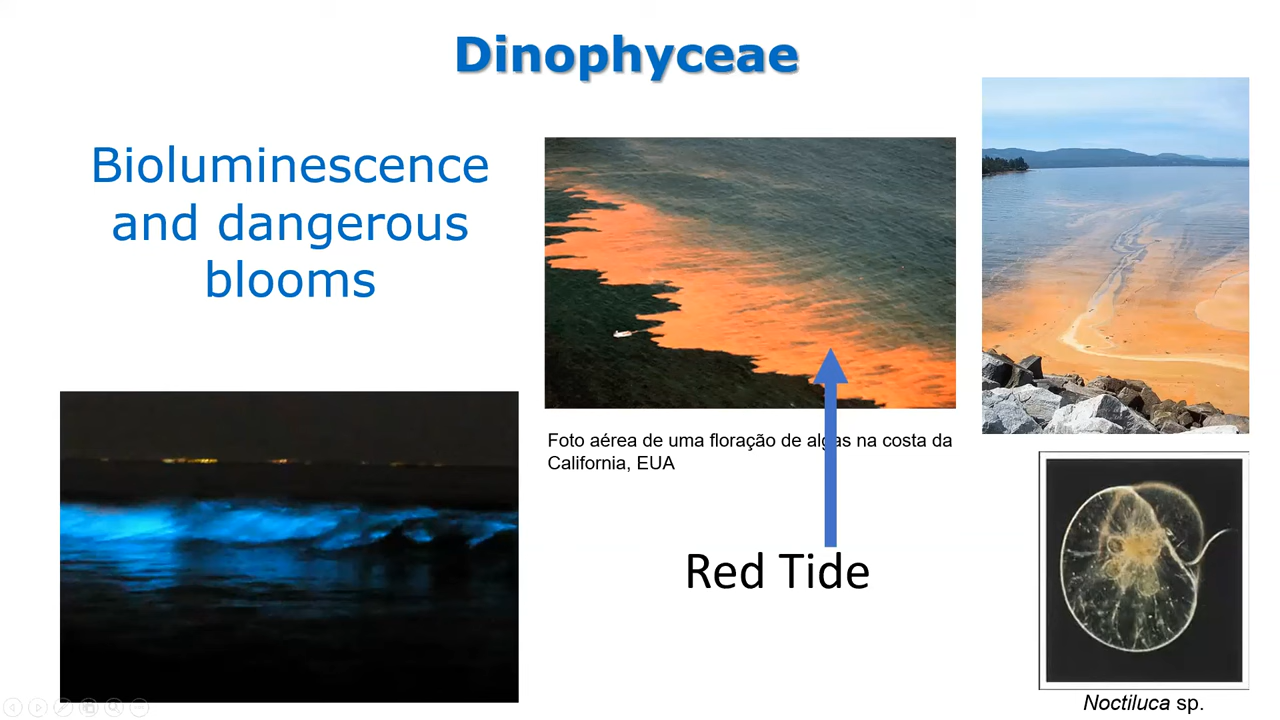 Dinophyceae
Bioluminescence
and dangerous
blooms
Foto aérea de uma floração de algas na costa da
California, EUA
Red Tide
Noctiluca sp.